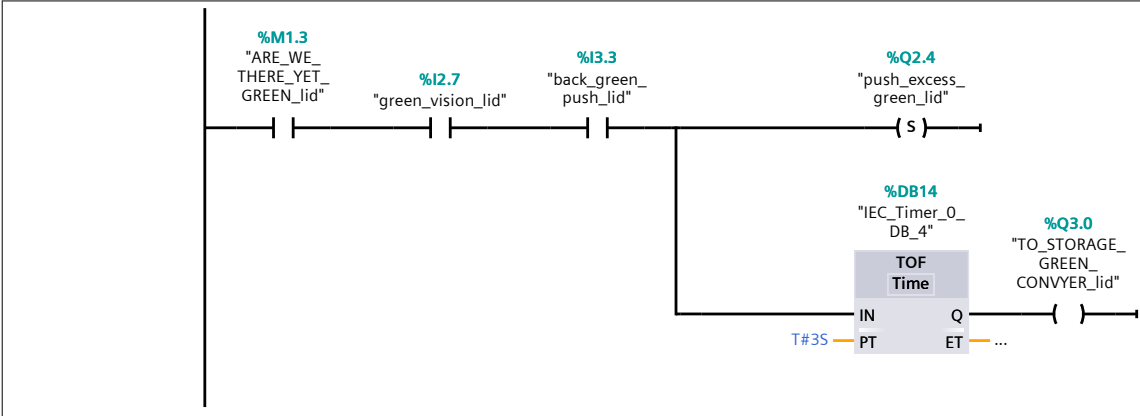 %M1.3
"ARE_WE_
THERE_YET_
GREEN_lid"
%I2.7
"green_vision_lid"
%I3.3
"back_green_
push_lid"
%Q2.4
"push_excess_
green_lid"
S
%DB14
"IEC_Timer_0_
DB_4"
TOF
Time
IN
Q
T#3S
PT
ET
...
%Q3.0
"TO_STORAGE_
GREEN_
CONVYER_lid"